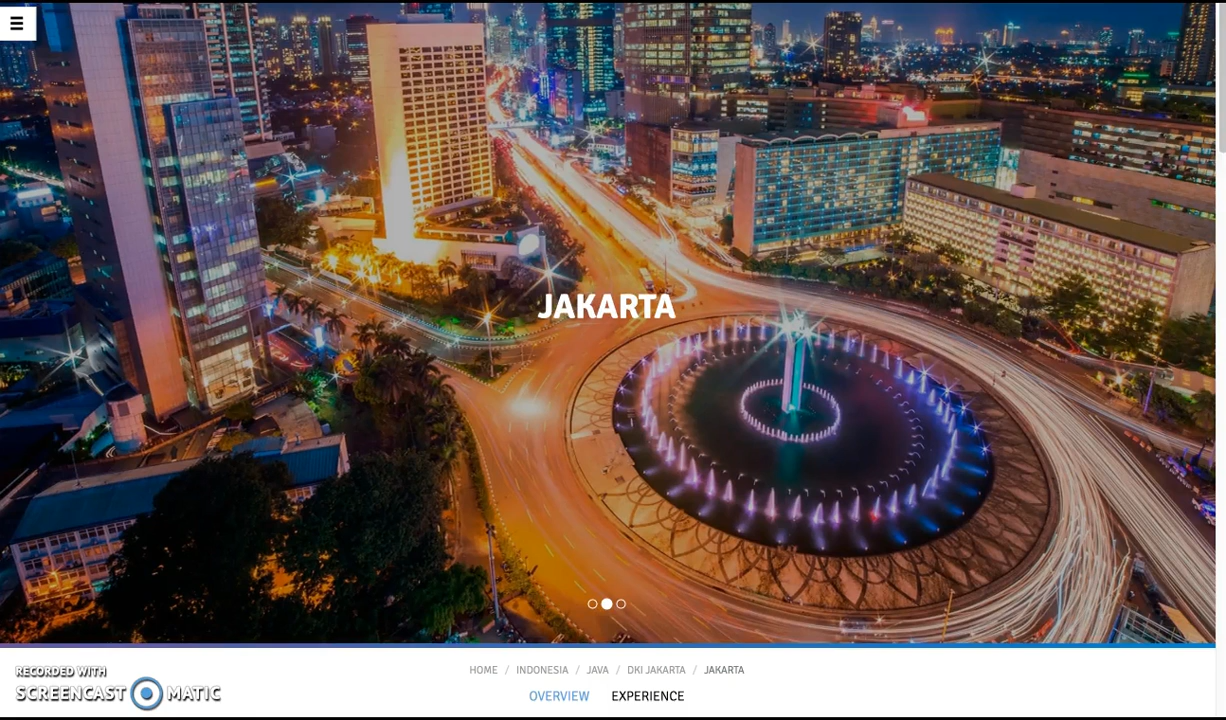 JAKARTA
HOME / INDONESIA / JAVA / DKI JAKARTA / JAKARTA
OVERVIEW EXPERIENCE
RECORDED WITH
SCREENCAST MATIC